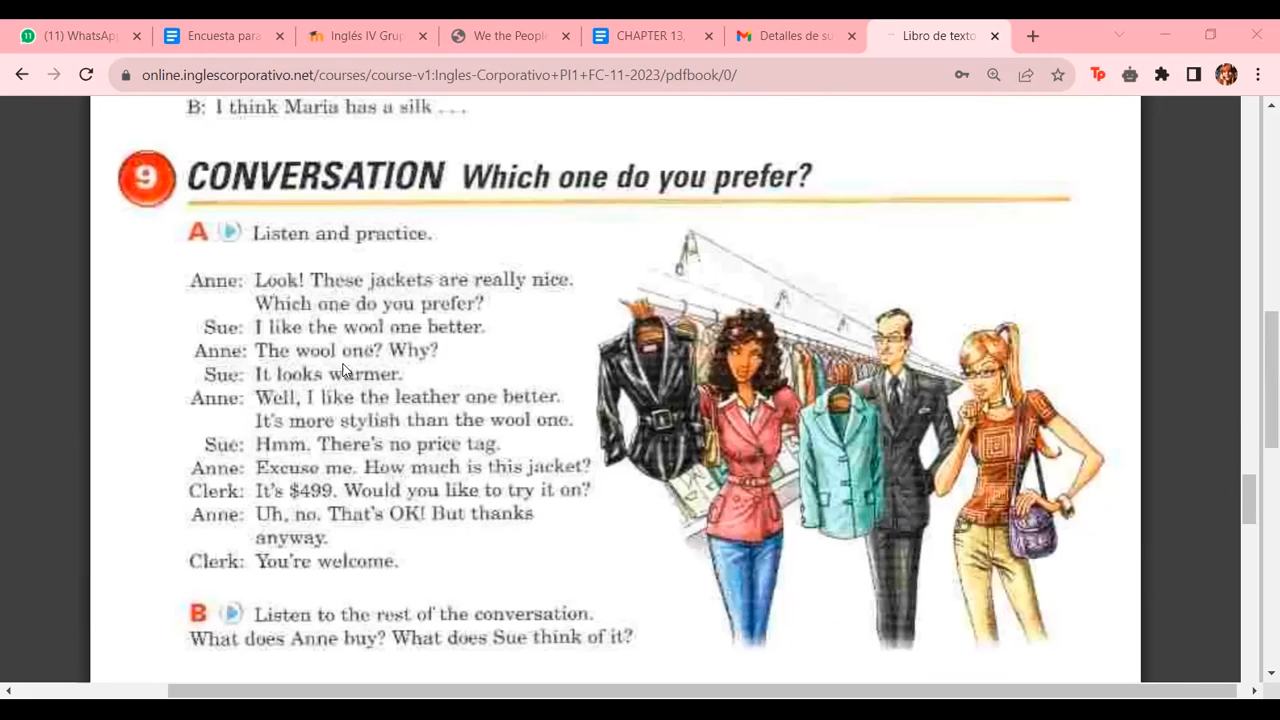 (11) WhatsApp
Encuesta para
Inglés IV Grup
We the People
CHAPTER 13,
Detalles de su
Libro de texto
online.inglescorporativo.net/courses/course-v1:Ingles-Corporativo+PI1+FC-11-2023/pdfbook/0/
B: I think Maria has a silk . . .
9 CONVERSATION Which one do you prefer?
A Listen and practice.
Anne: Look! These jackets are really nice.
Which one do you prefer?
Sue: I like the wool one better.
Anne: The wool one? Why?
Sue: It looks warmer.
Anne: Well, I like the leather one better.
It's more stylish than the wool one.
Sue: Hmm. There's no price tag.
Anne: Excuse me. How much is this jacket?
Clerk: It's $499. Would you like to try it on?
Anne: Uh, no. That's OK! But thanks
anyway.
Clerk: You're welcome.
B Listen to the rest of the conversation.
What does Anne buy? What does Sue think of it?